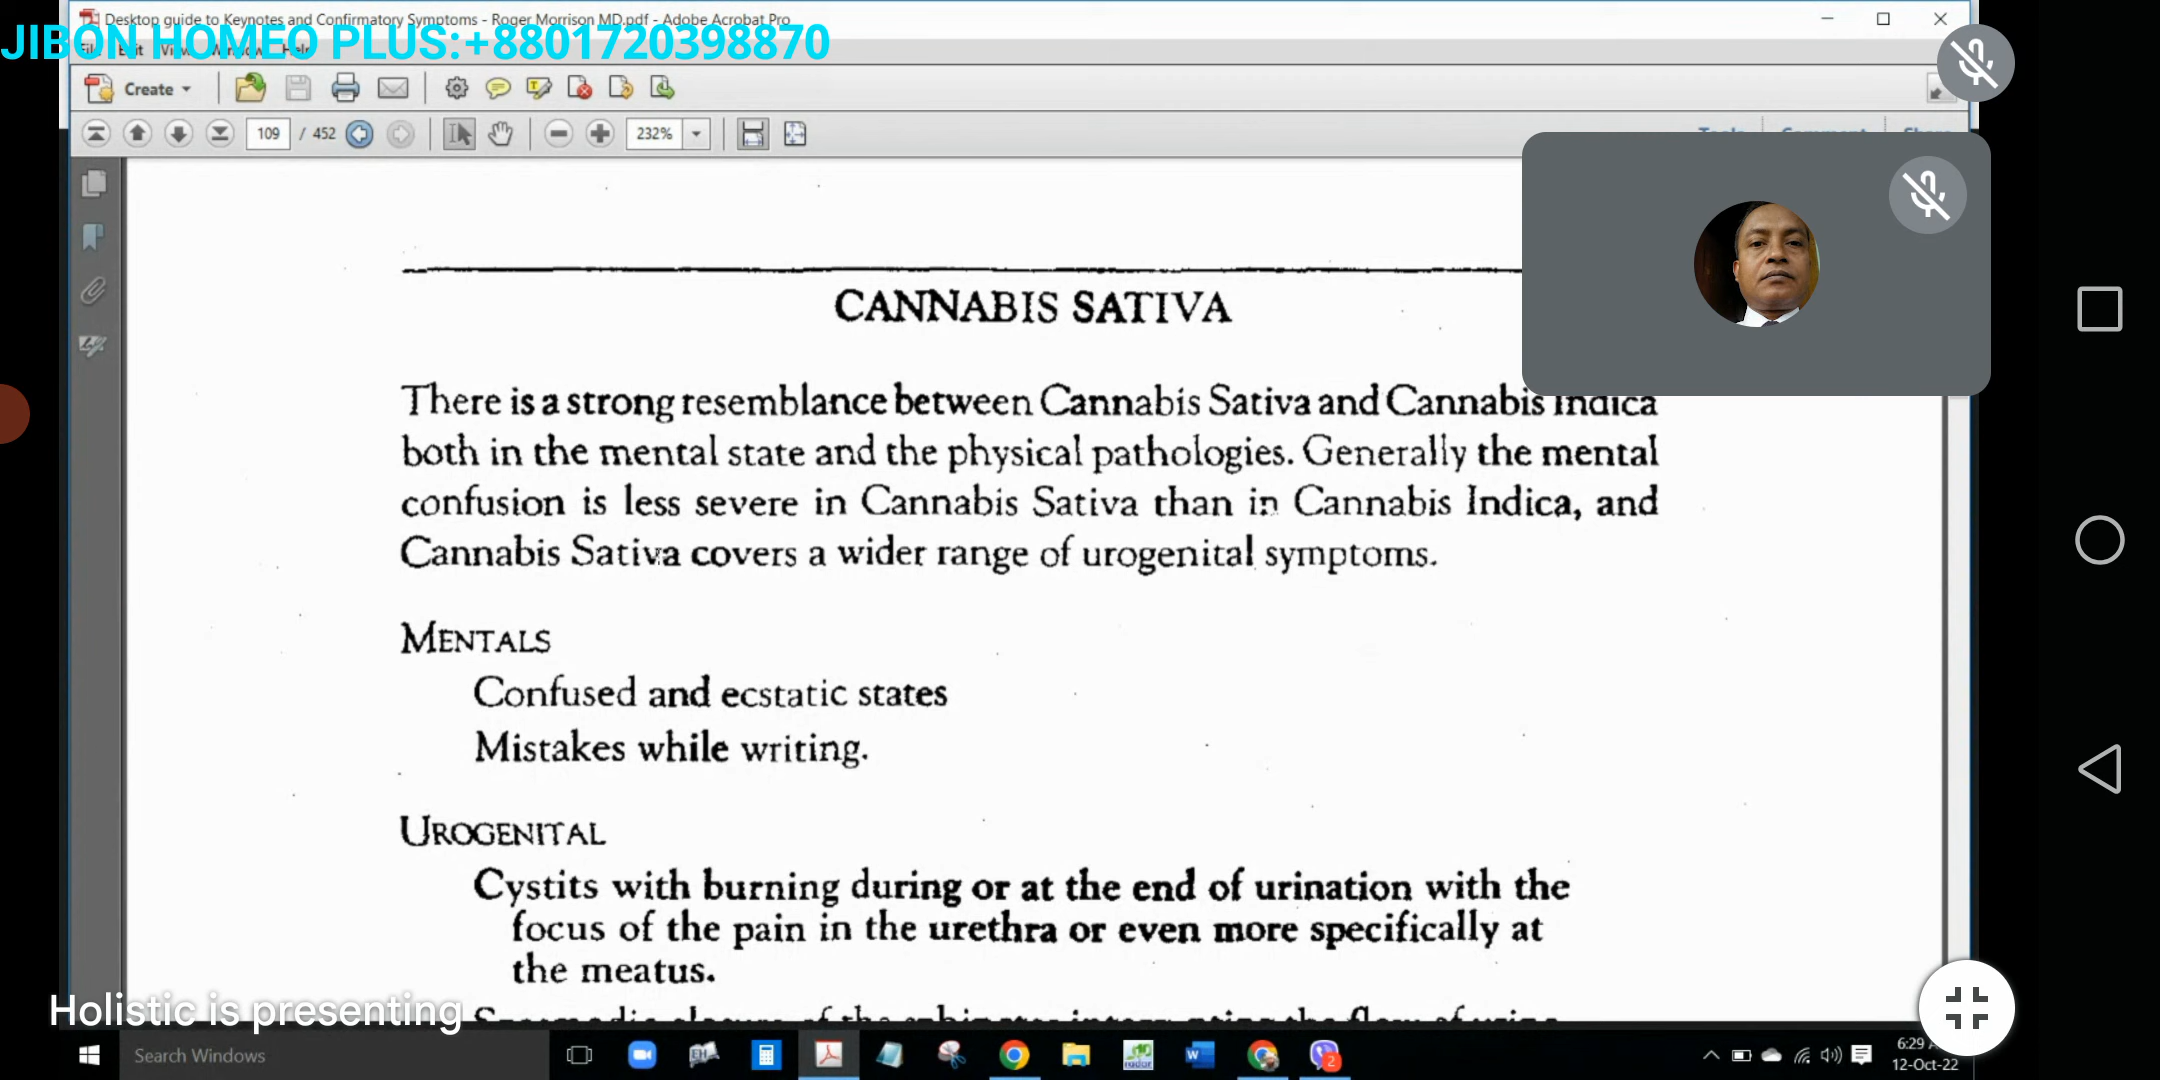 Desktop guide to Keynotes and Confirmatory Symptoms - Roger Morrison MD.pdf - Adobe Acrobat Pro
JIBON HOMEO PLUS:+8801720398870
Create
109 / 452
232%
CANNABIS SATIVA
There is a strong resemblance between Cannabis Sativa and Cannabis Indica
both in the mental state and the physical pathologies. Generally the mental
confusion is less severe in Cannabis Sativa than in Cannabis Indica, and
Cannabis Sativa covers a wider range of urogenital symptoms.
MENTALS
Confused and ecstatic states
Mistakes while writing.
UROGENITAL
Cystits with burning during or at the end of urination with the
focus of the pain in the urethra or even more specifically at
the meatus.
Holistic is presenting
Search Windows
2
6:29
12-Oct-22